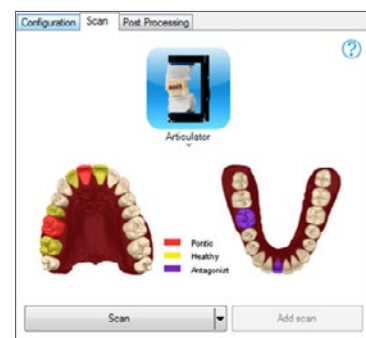 Configuration Scan Post Processing
?
Articulator
Pontic
Healthy
Antagonist
Scan Add scan